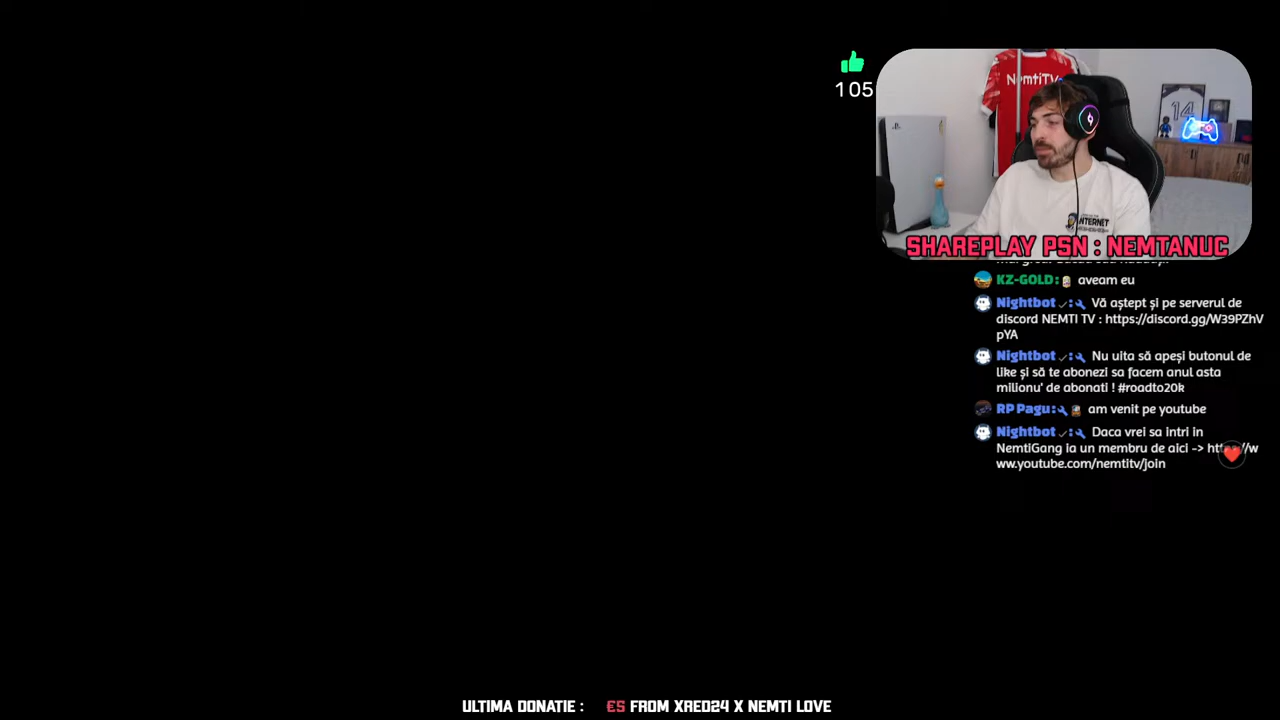 105
NemtiTV
14
INTERNET
SHAREPLAY PSN : NEMTANUC
KZ-GOLD: aveam eu
Nightbot : Vă aștept și pe serverul de
discord NEMTI TV : https://discord.gg/W39PZhV
pYA
Nightbot : Nu uita să apeși butonul de
like și să te abonezi sa facem anul asta
milionu' de abonati ! #roadto20k
RP Pagu: am venit pe youtube
Nightbot : Daca vrei sa intri in
NemtiGang ia un membru de aici -> 
ww.youtube.com/nemtitv/join
ULTIMA DONATIE : €5 FROM XRED24 X NEMTI LOVE